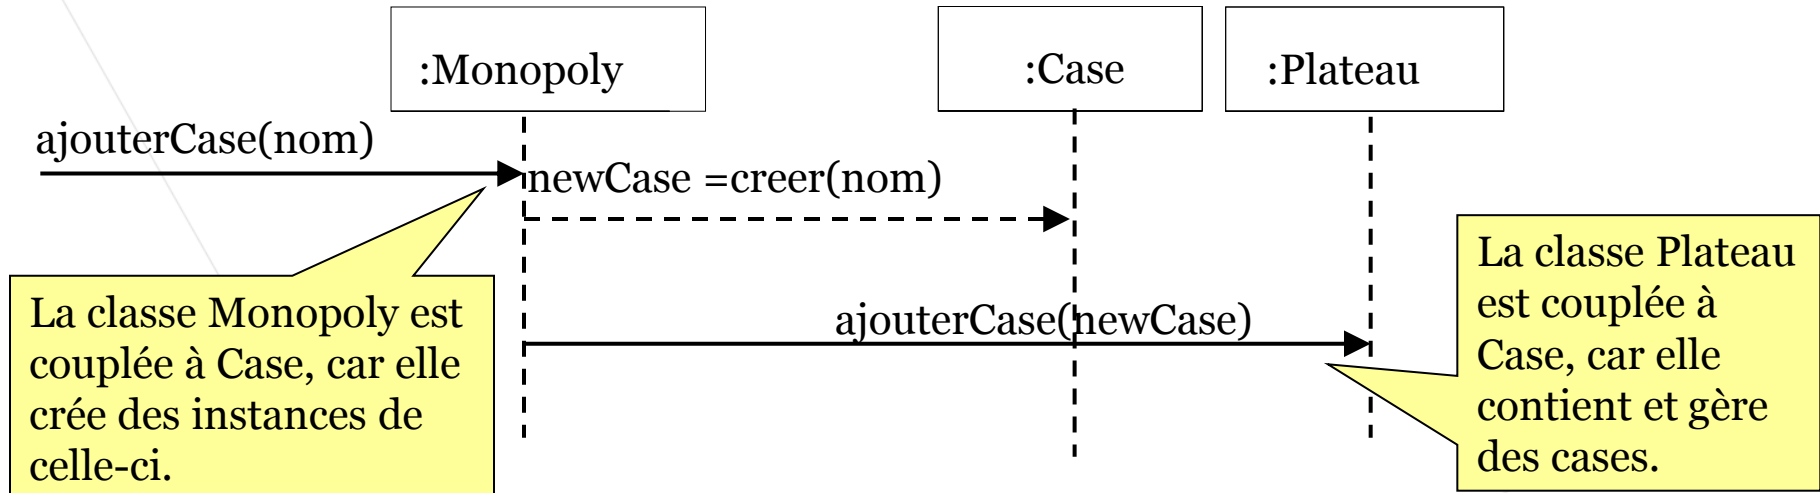 :Monopoly
:Case
:Plateau
ajouterCase(nom)
newCase =creer(nom)
ajouterCase(newCase)
La classe Monopoly est
couplée à Case, car elle
crée des instances de
celle-ci.
La classe Plateau
est couplée à
Case, car elle
contient et gère
des cases.